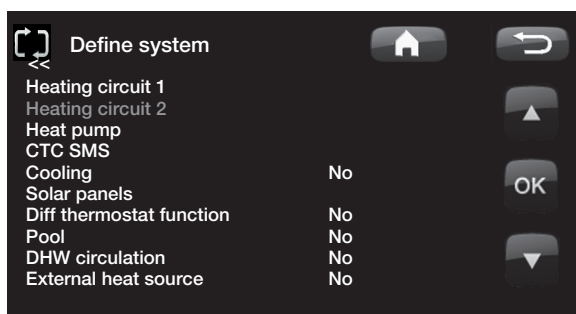 Define system
<<
Heating circuit 1
Heating circuit 2
Heat pump
CTC SMS
Cooling No
Solar panels
Diff thermostat function No
Pool No
DHW circulation No
External heat source No
OK